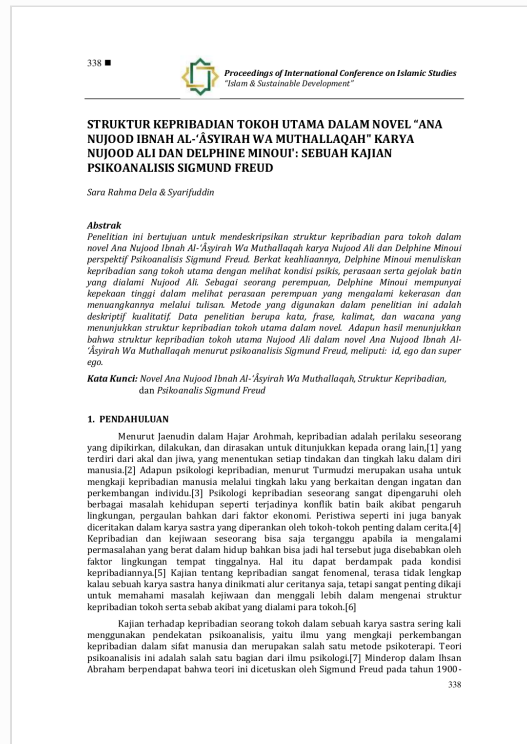 338 ■
Proceedings of International Conference on Islamic Studies
"Islam & Sustainable Development"
STRUKTUR KEPRIBADIAN TOKOH UTAMA DALAM NOVEL "ANA
NUJOOD IBNAH AL-'ÂSYIRAH WA MUTHALLAQAH" KARYA
NUJOOD ALI DAN DELPHINE MINOUI': SEBUAH KAJIAN
PSIKOANALISIS SIGMUND FREUD
Sara Rahma Dela & Syarifuddin
Abstrak
Penelitian ini bertujuan untuk mendeskripsikan struktur kepribadian para tokoh dalam
novel Ana Nujood Ibnah Al-'Âsyirah Wa Muthallaqah karya Nujood Ali dan Delphine Minoui
perspektif Psikoanalisis Sigmund Freud. Berkat keahliannya, Delphine Minoui menuliskan
kepribadian sang tokoh utama dengan melihat kondisi psikis, perasaan serta gejolak batin
yang dialami Nujood Ali. Sebagai seorang perempuan, Delphine Minoui mempunyai
kepekaan tinggi dalam melihat perasaan perempuan yang mengalami kekerasan dan
menuangkannya melalui tulisan. Metode yang digunakan dalam penelitian ini adalah
deskriptif kualitatif. Data penelitian berupa kata, frase, kalimat, dan wacana yang
menunjukkan struktur kepribadian tokoh utama dalam novel. Adapun hasil menunjukkan
bahwa struktur kepribadian tokoh utama Nujood Ali dalam novel Ana Nujood Ibnah Al-
'Âsyirah Wa Muthallaqah menurut psikoanalisis Sigmund Freud, meliputi: id, ego dan super
ego.
Kata Kunci: Novel Ana Nujood Ibnah Al-'Âsyirah Wa Muthallaqah, Struktur Kepribadian,
dan Psikoanalis Sigmund Freud
1. PENDAHULUAN
Menurut Jaenudin dalam Hajar Arohmah, kepribadian adalah perilaku seseorang
yang dipikirkan, dilakukan, dan dirasakan untuk ditunjukkan kepada orang lain,[1] yang
terdiri dari akal dan jiwa, yang menentukan setiap tindakan dan tingkah laku dalam diri
manusia.[2] Adapun psikologi kepribadian, menurut Turmudzi merupakan usaha untuk
mengkaji kepribadian manusia melalui tingkah laku yang berkaitan dengan ingatan dan
perkembangan individu.[3] Psikologi kepribadian seseorang sangat dipengaruhi oleh
berbagai masalah kehidupan seperti terjadinya konflik batin baik akibat pengaruh
lingkungan, pergaulan bahkan dari faktor ekonomi. Peristiwa seperti ini juga banyak
diceritakan dalam karya sastra yang diperankan oleh tokoh-tokoh penting dalam cerita.[4]
Kepribadian dan kejiwaan seseorang bisa saja terganggu apabila ia mengalami
permasalahan yang berat dalam hidup bahkan bisa jadi hal tersebut juga disebabkan oleh
faktor lingkungan tempat tinggalnya. Hal itu dapat berdampak pada kondisi
kepribadiannya.[5] Kajian tentang kepribadian sangat fenomenal, terasa tidak lengkap
kalau sebuah karya sastra hanya dinikmati alur ceritanya saja, tetapi sangat penting dikaji
untuk memahami masalah kejiwaan dan menggali lebih dalam mengenai struktur
kepribadian tokoh serta sebab akibat yang dialami para tokoh.[6]
Kajian terhadap kepribadian seorang tokoh dalam sebuah karya sastra sering kali
menggunakan pendekatan psikoanalisis, yaitu ilmu yang mengkaji perkembangan
kepribadian dalam sifat manusia dan merupakan salah satu metode psikoterapi. Teori
psikoanalisis ini adalah salah satu bagian dari ilmu psikologi.[7] Minderop dalam Ihsan
Abraham berpendapat bahwa teori ini dicetuskan oleh Sigmund Freud pada tahun 1900-
338